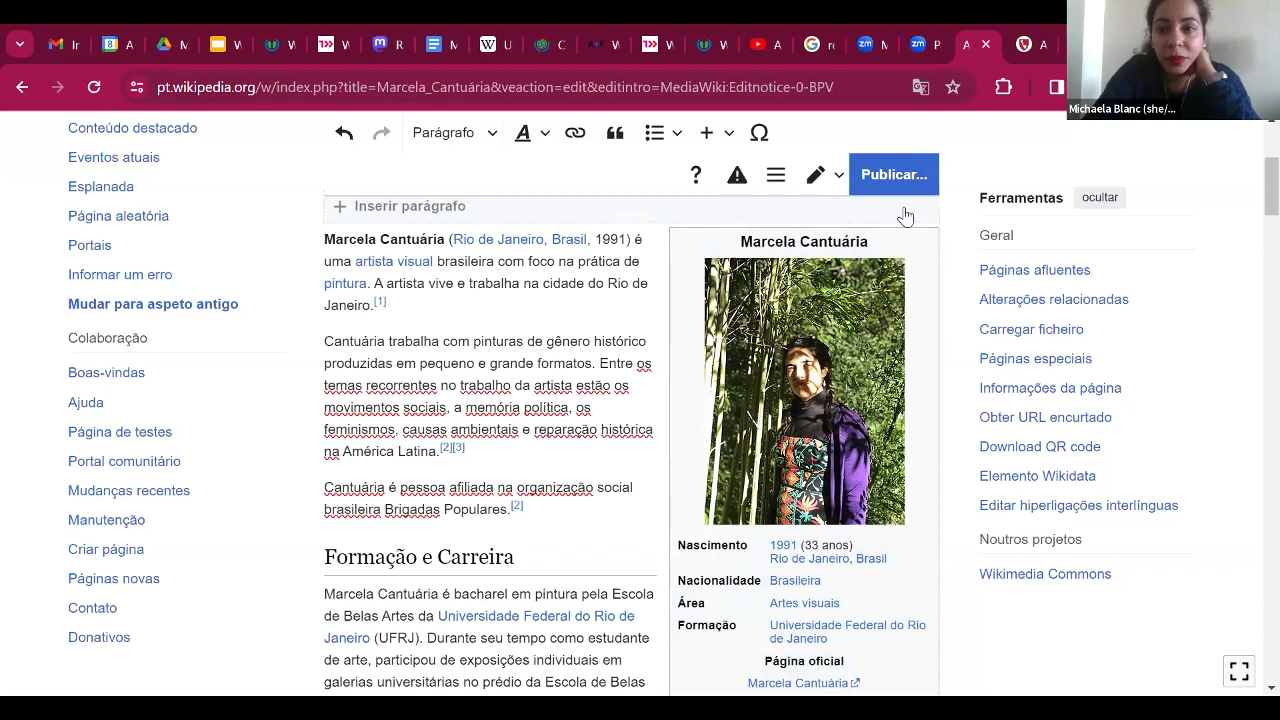 Ir
A
M
W
W
W
R
M
U
C
W
W
W
A
r
M
P
A
A
pt.wikipedia.org/w/index.php?title=Marcela_Cantuária&veaction=edit&editintro=MediaWiki:Editnotice-0-BPV
Michaela Blanc (she/...
Parágrafo
Publicar...
Conteúdo destacado
Eventos atuais
Esplanada
Página aleatória
Portais
Informar um erro
Mudar para aspeto antigo
Colaboração
Boas-vindas
Ajuda
Página de testes
Portal comunitário
Mudanças recentes
Manutenção
Criar página
Páginas novas
Contato
Donativos
+ Inserir parágrafo
Marcela Cantuária (Rio de Janeiro, Brasil, 1991) é
uma artista visual brasileira com foco na prática de
pintura. A artista vive e trabalha na cidade do Rio de
Janeiro.[1]
Cantuária trabalha com pinturas de gênero histórico
produzidas em pequeno e grande formatos. Entre os
temas recorrentes no trabalho da artista estão os
movimentos sociais, a memória política, os
feminismos, causas ambientais e reparação histórica
na América Latina.[2][3]
Cantuária é pessoa afiliada na organização social
brasileira Brigadas Populares.[2]
Formação e Carreira
Marcela Cantuária é bacharel em pintura pela Escola
de Belas Artes da Universidade Federal do Rio de
Janeiro (UFRJ). Durante seu tempo como estudante
de arte, participou de exposições individuais em
galerias universitárias no prédio da Escola de Belas
Marcela Cantuária
Nascimento 1991 (33 anos)
Rio de Janeiro, Brasil
Nacionalidade Brasileira
Área Artes visuais
Formação Universidade Federal do Rio
de Janeiro
Página oficial
Marcela Cantuária
Ferramentas ocultar
Geral
Páginas afluentes
Alterações relacionadas
Carregar ficheiro
Páginas especiais
Informações da página
Obter URL encurtado
Download QR code
Elemento Wikidata
Editar hiperligações interlínguas
Noutros projetos
Wikimedia Commons